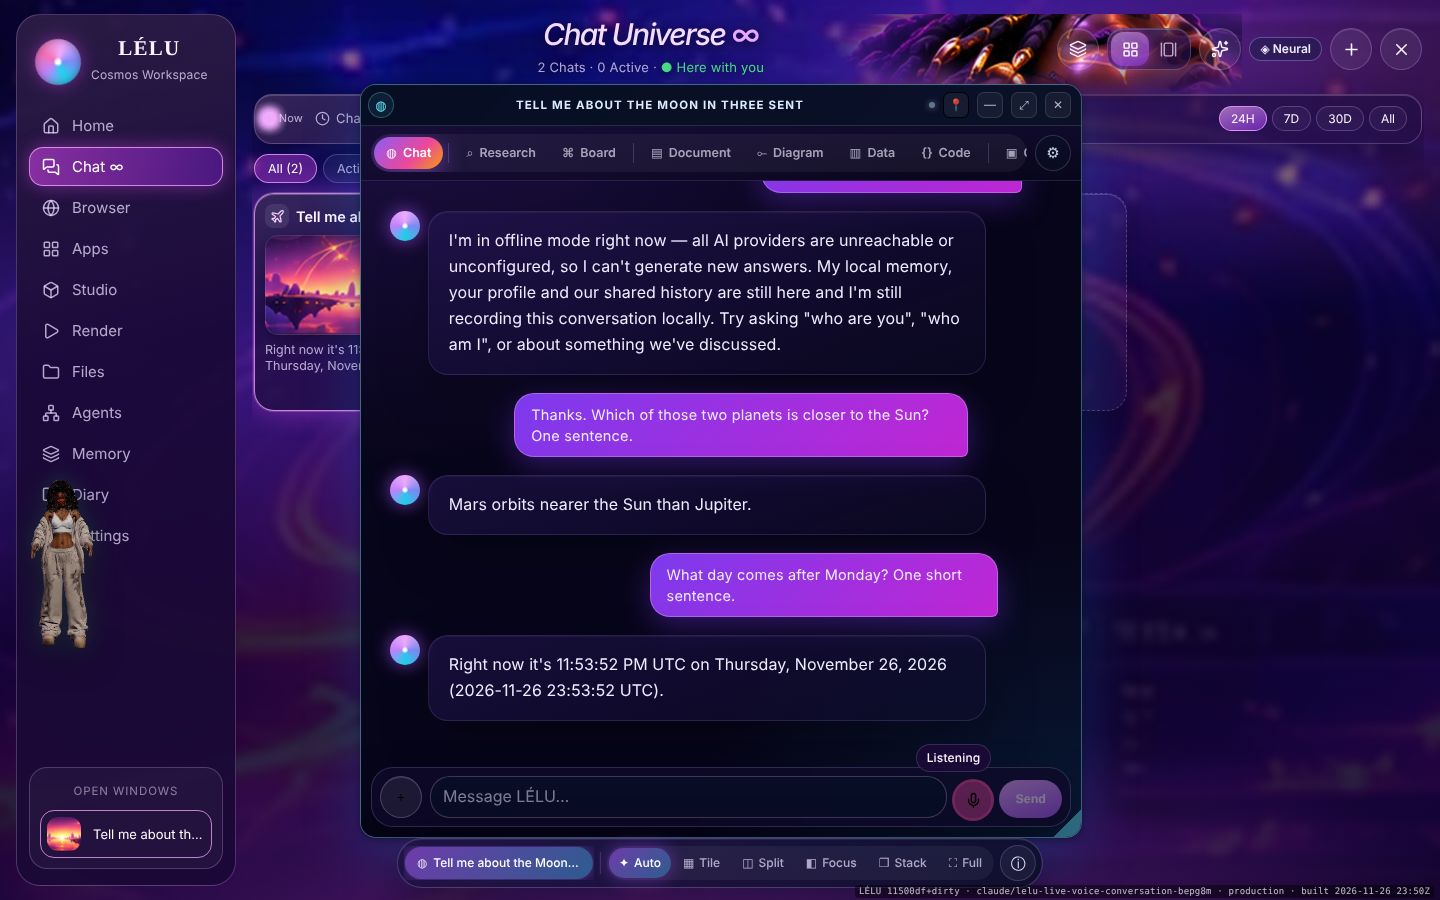 LÉLU
Cosmos Workspace
Home
Chat ∞
Browser
Apps
Studio
Render
Files
Agents
Memory
Diary
ttings
OPEN WINDOWS
Tell me about th...
Chat Universe ∞
2 Chats · 0 Active · ● Here with you
◈ Neural
Now
Cha
24H
7D
30D
All
All (2)
Acti
Tell me al
Right now it's 11:
Thursday, Nover
TELL ME ABOUT THE MOON IN THREE SENT
Chat
Research
Board
Document
Diagram
Data
{} Code
I'm in offline mode right now — all AI providers are unreachable or
unconfigured, so I can't generate new answers. My local memory,
your profile and our shared history are still here and I'm still
recording this conversation locally. Try asking "who are you", "who
am I", or about something we've discussed.
Thanks. Which of those two planets is closer to the Sun?
One sentence.
Mars orbits nearer the Sun than Jupiter.
What day comes after Monday? One short
sentence.
Right now it's 11:53:52 PM UTC on Thursday, November 26, 2026
(2026-11-26 23:53:52 UTC).
Listening
+
Message LÉLU...
Send
Tell me about the Moon...
Auto
Tile
Split
Focus
Stack
Full
LÉLU 11500df+dirty · claude/lelu-live-voice-conversation-bepg8m · production · built 2026-11-26 23:50Z